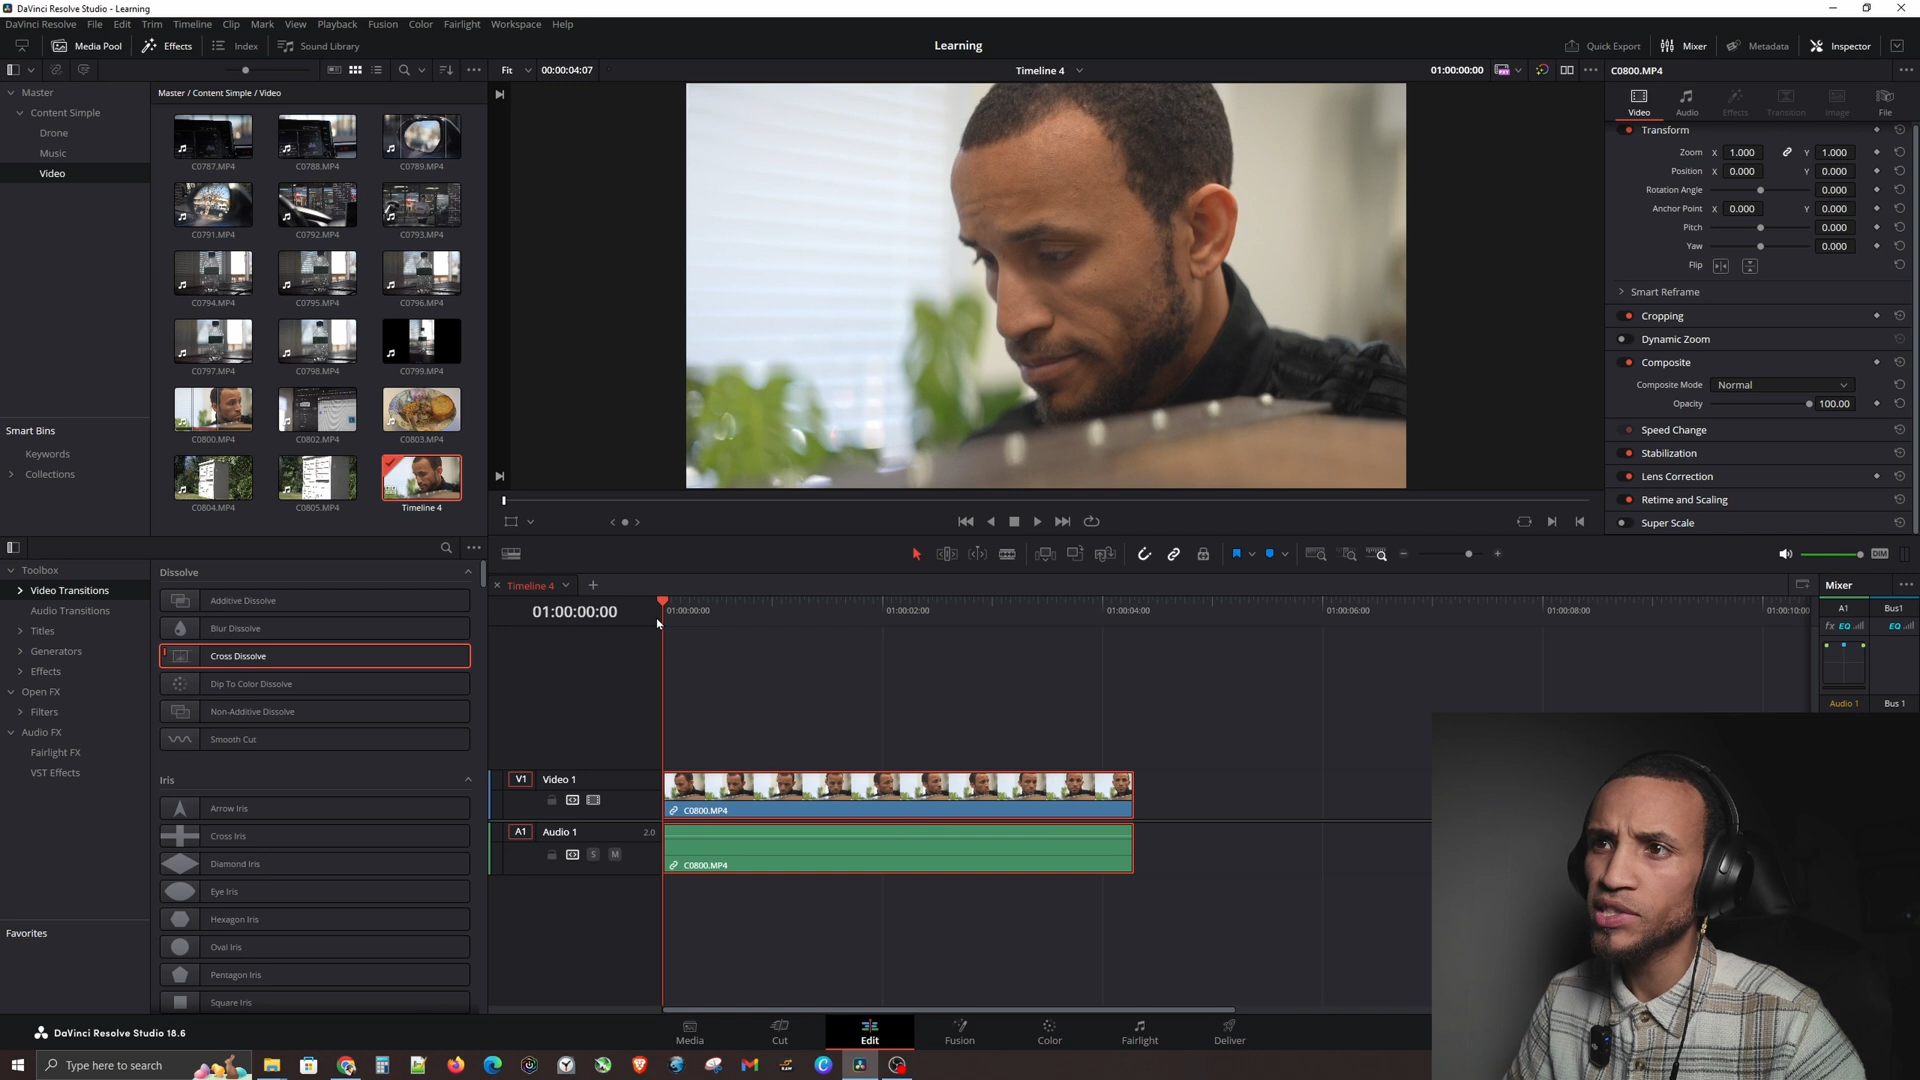 DaVinci Resolve Studio - Learning
DaVinci Resolve File Edit Trim Timeline Clip Mark View Playback Fusion Color Fairlight Workspace Help
Media Pool Effects Index Sound Library Learning Quick Export Mixer Metadata Inspector
Fit 00:00:04:07 Timeline 4 01:00:00:00 C0800.MP4
Master Master / Content Simple / Video
Content Simple
Drone
Music
Video
C0787.MP4 C0788.MP4 C0789.MP4
C0791.MP4 C0792.MP4 C0793.MP4
C0794.MP4 C0795.MP4 C0796.MP4
C0797.MP4 C0798.MP4 C0799.MP4
C0800.MP4 C0802.MP4 C0803.MP4
C0804.MP4 C0805.MP4 Timeline 4
Smart Bins
Keywords
Collections
Video Audio Effects Transition Image File
Transform
Zoom X 1.000 Y 1.000
Position X 0.000 Y 0.000
Rotation Angle 0.000
Anchor Point X 0.000 Y 0.000
Pitch 0.000
Yaw 0.000
Flip
Smart Reframe
Cropping
Dynamic Zoom
Composite
Composite Mode Normal
Opacity 100.00
Speed Change
Stabilization
Lens Correction
Retime and Scaling
Super Scale
DIM
Toolbox
Video Transitions
Audio Transitions
Titles
Generators
Effects
Open FX
Filters
Audio FX
Fairlight FX
VST Effects
Favorites
Dissolve
Additive Dissolve
Blur Dissolve
Cross Dissolve
Dip To Color Dissolve
Non-Additive Dissolve
Smooth Cut
Iris
Arrow Iris
Cross Iris
Diamond Iris
Eye Iris
Hexagon Iris
Oval Iris
Pentagon Iris
Square Iris
Timeline 4
01:00:00:00 01:00:00:00 01:00:02:00 01:00:04:00 01:00:06:00 01:00:08:00 01:00:10:00
V1 Video 1
C0800.MP4
A1 Audio 1 2.0
S M
C0800.MP4
Mixer
A1 Bus1
fx EQ EQ
Audio 1 Bus 1
DaVinci Resolve Studio 18.6
Media Cut Edit Fusion Color Fairlight Deliver
Type here to search